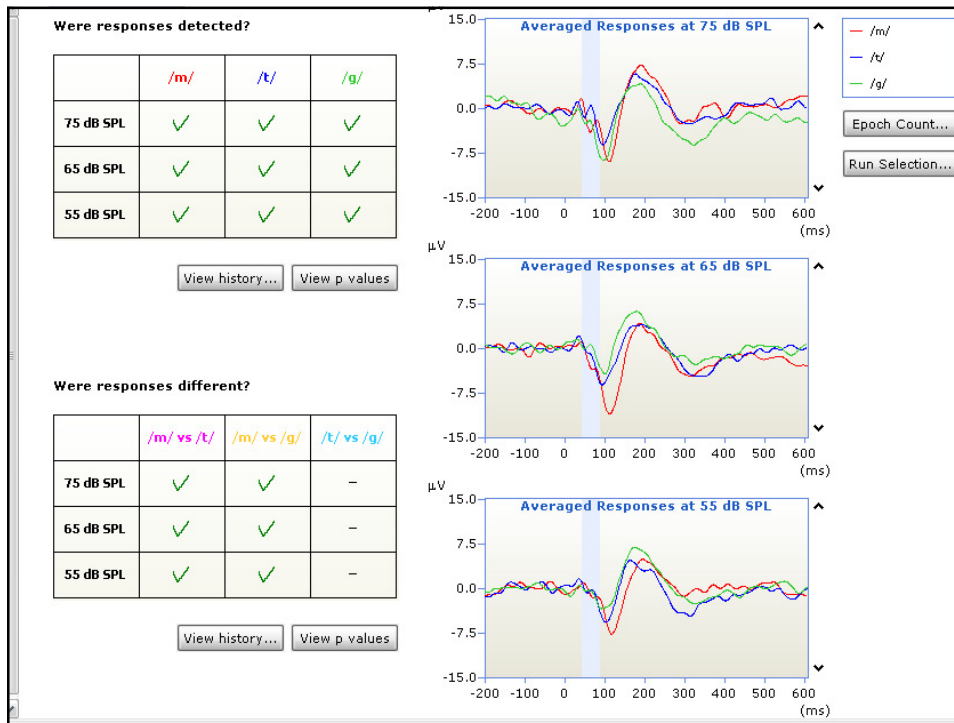 Were responses detected?
/m/ /t/ /g/
75 dB SPL
65 dB SPL
55 dB SPL
View history... View p values
Were responses different?
/m/ vs /t/ /m/ vs /g/ /t/ vs /g/
75 dB SPL –
65 dB SPL –
55 dB SPL –
View history... View p values
µV
Averaged Responses at 75 dB SPL
15.0
7.5
0.0
-7.5
-15.0
-200 -100 0 100 200 300 400 500 600
(ms)
µV
Averaged Responses at 65 dB SPL
15.0
7.5
0.0
-7.5
-15.0
-200 -100 0 100 200 300 400 500 600
(ms)
µV
Averaged Responses at 55 dB SPL
15.0
7.5
0.0
-7.5
-15.0
-200 -100 0 100 200 300 400 500 600
(ms)
/m/
/t/
/g/
Epoch Count...
Run Selection...